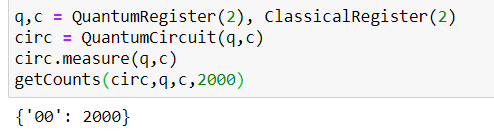 q,c = QuantumRegister(2), ClassicalRegister(2)
circ = QuantumCircuit(q,c)
circ.measure(q,c)
getCounts(circ,q,c,2000)
{'00': 2000}